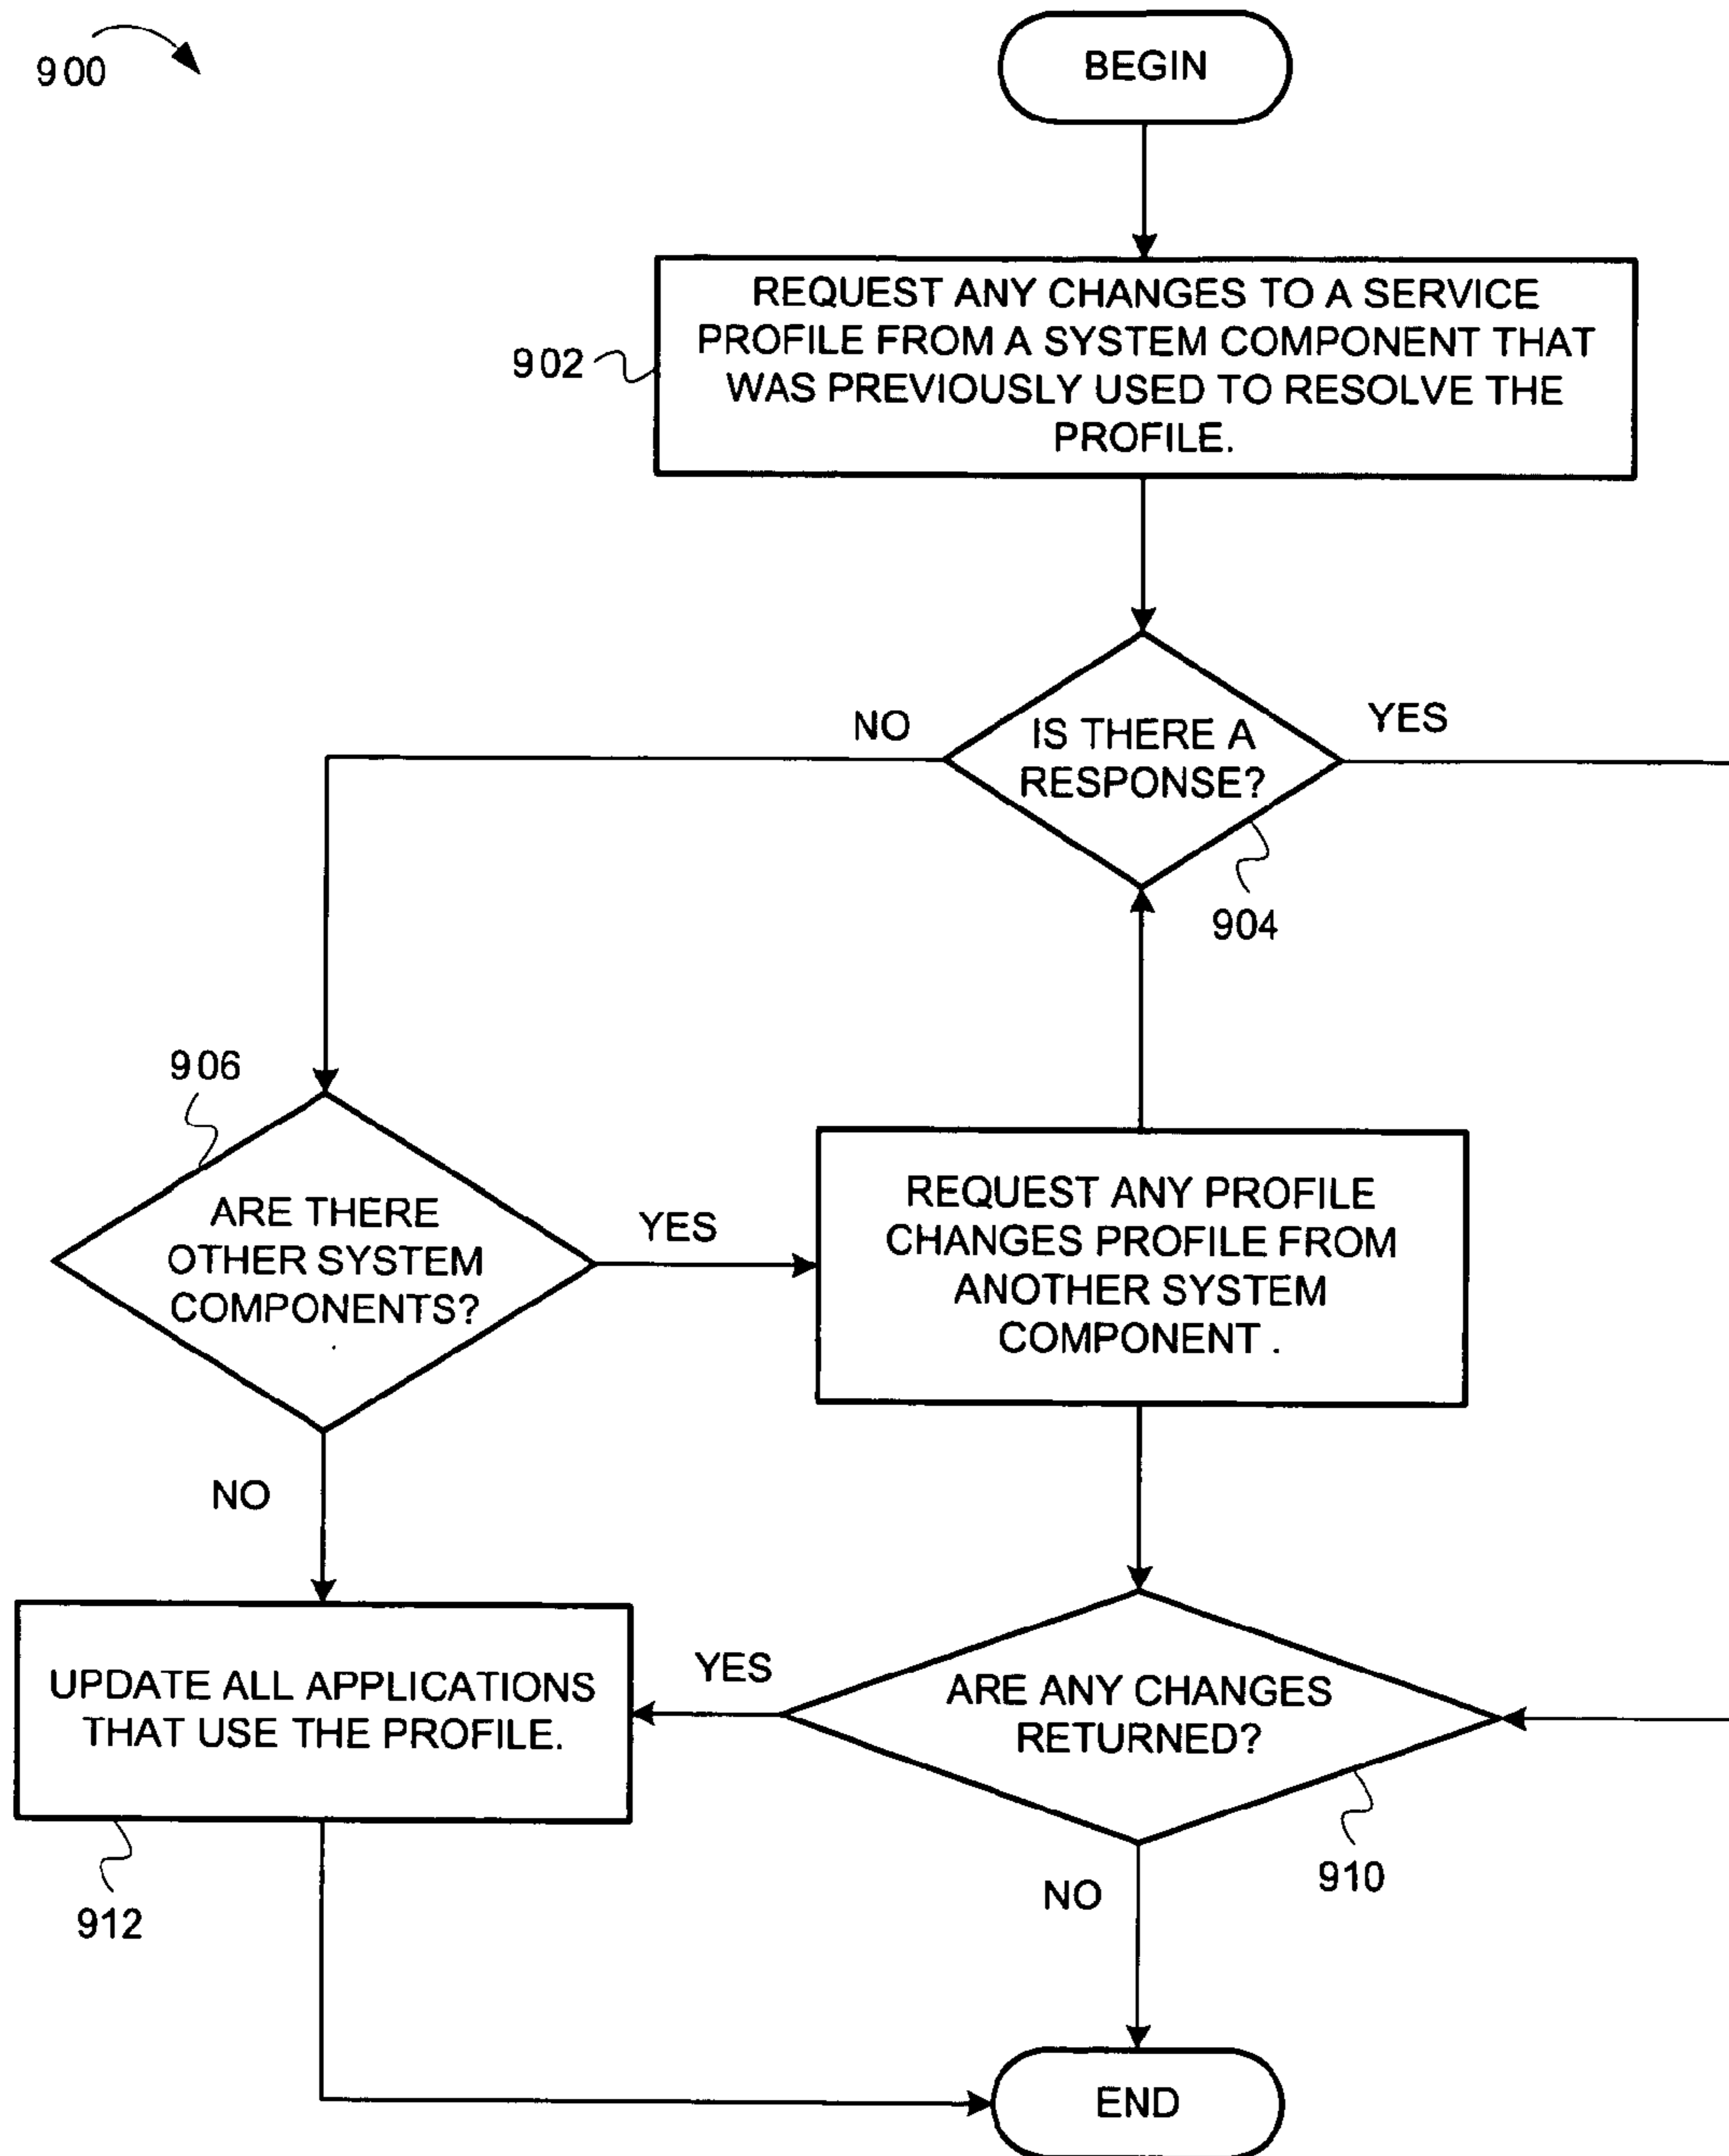 900
BEGIN
REQUEST ANY CHANGES TO A SERVICE
PROFILE FROM A SYSTEM COMPONENT THAT
WAS PREVIOUSLY USED TO RESOLVE THE
PROFILE.
902
NO
IS THERE A
RESPONSE?
YES
904
906
ARE THERE
OTHER SYSTEM
COMPONENTS?
YES
REQUEST ANY PROFILE
CHANGES PROFILE FROM
ANOTHER SYSTEM
COMPONENT .
NO
UPDATE ALL APPLICATIONS
THAT USE THE PROFILE.
YES
ARE ANY CHANGES
RETURNED?
912
910
NO
END